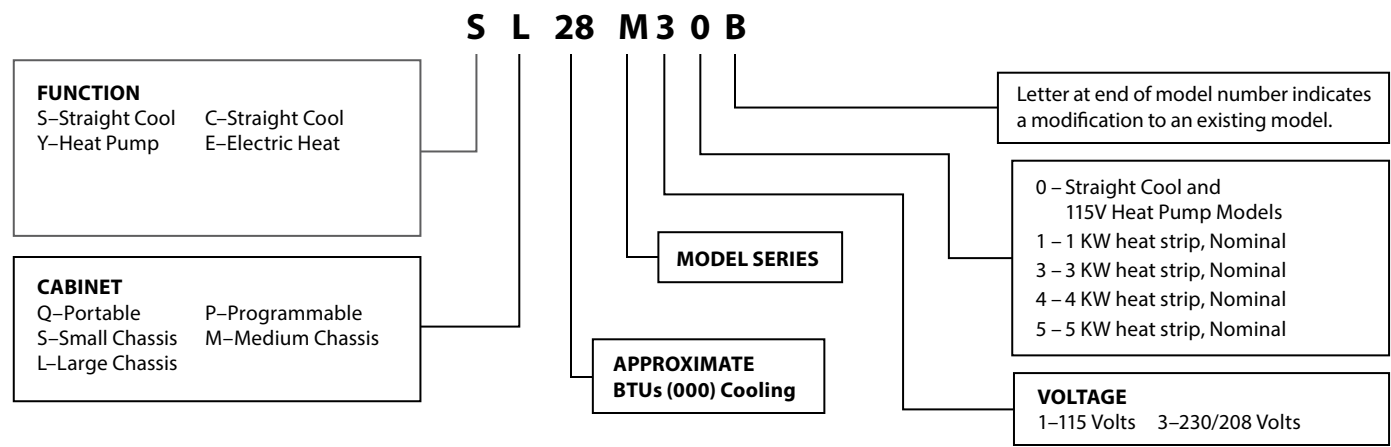 S L 28 M 3 0 B
FUNCTION
S–Straight Cool C–Straight Cool
Y–Heat Pump E–Electric Heat
CABINET
Q–Portable P–Programmable
S–Small Chassis M–Medium Chassis
L–Large Chassis
APPROXIMATE
BTUs (000) Cooling
MODEL SERIES
Letter at end of model number indicates
a modification to an existing model.
0 – Straight Cool and
115V Heat Pump Models
1 – 1 KW heat strip, Nominal
3 – 3 KW heat strip, Nominal
4 – 4 KW heat strip, Nominal
5 – 5 KW heat strip, Nominal
VOLTAGE
1–115 Volts 3–230/208 Volts